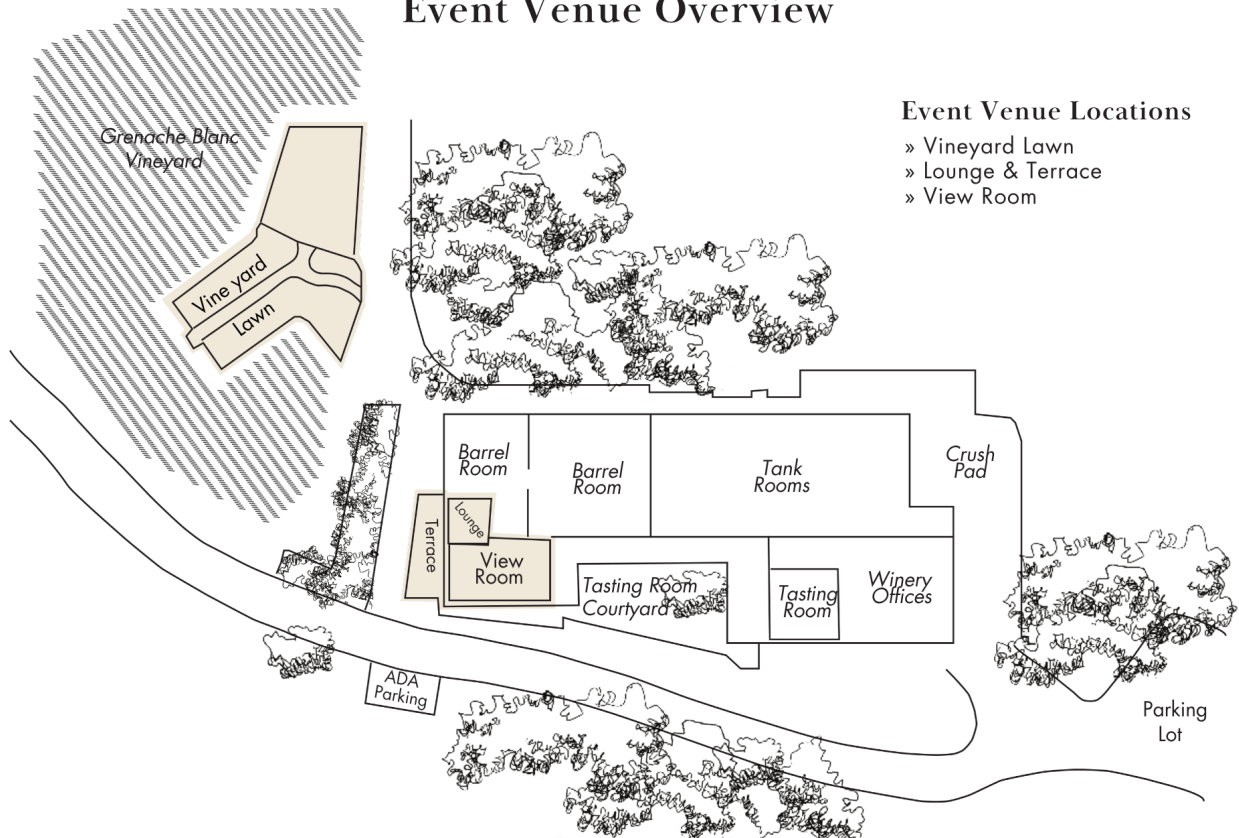 Event Venue Overview
Event Venue Locations
» Vineyard Lawn
» Lounge & Terrace
» View Room
Grenache Blanc
Vineyard
Vine yard
Lawn
Barrel
Room
Barrel
Room
Tank
Rooms
Crush
Pad
Lounge
Terrace
View
Room
Tasting Room
Courtyard
Tasting
Room
Winery
Offices
ADA
Parking
Parking
Lot